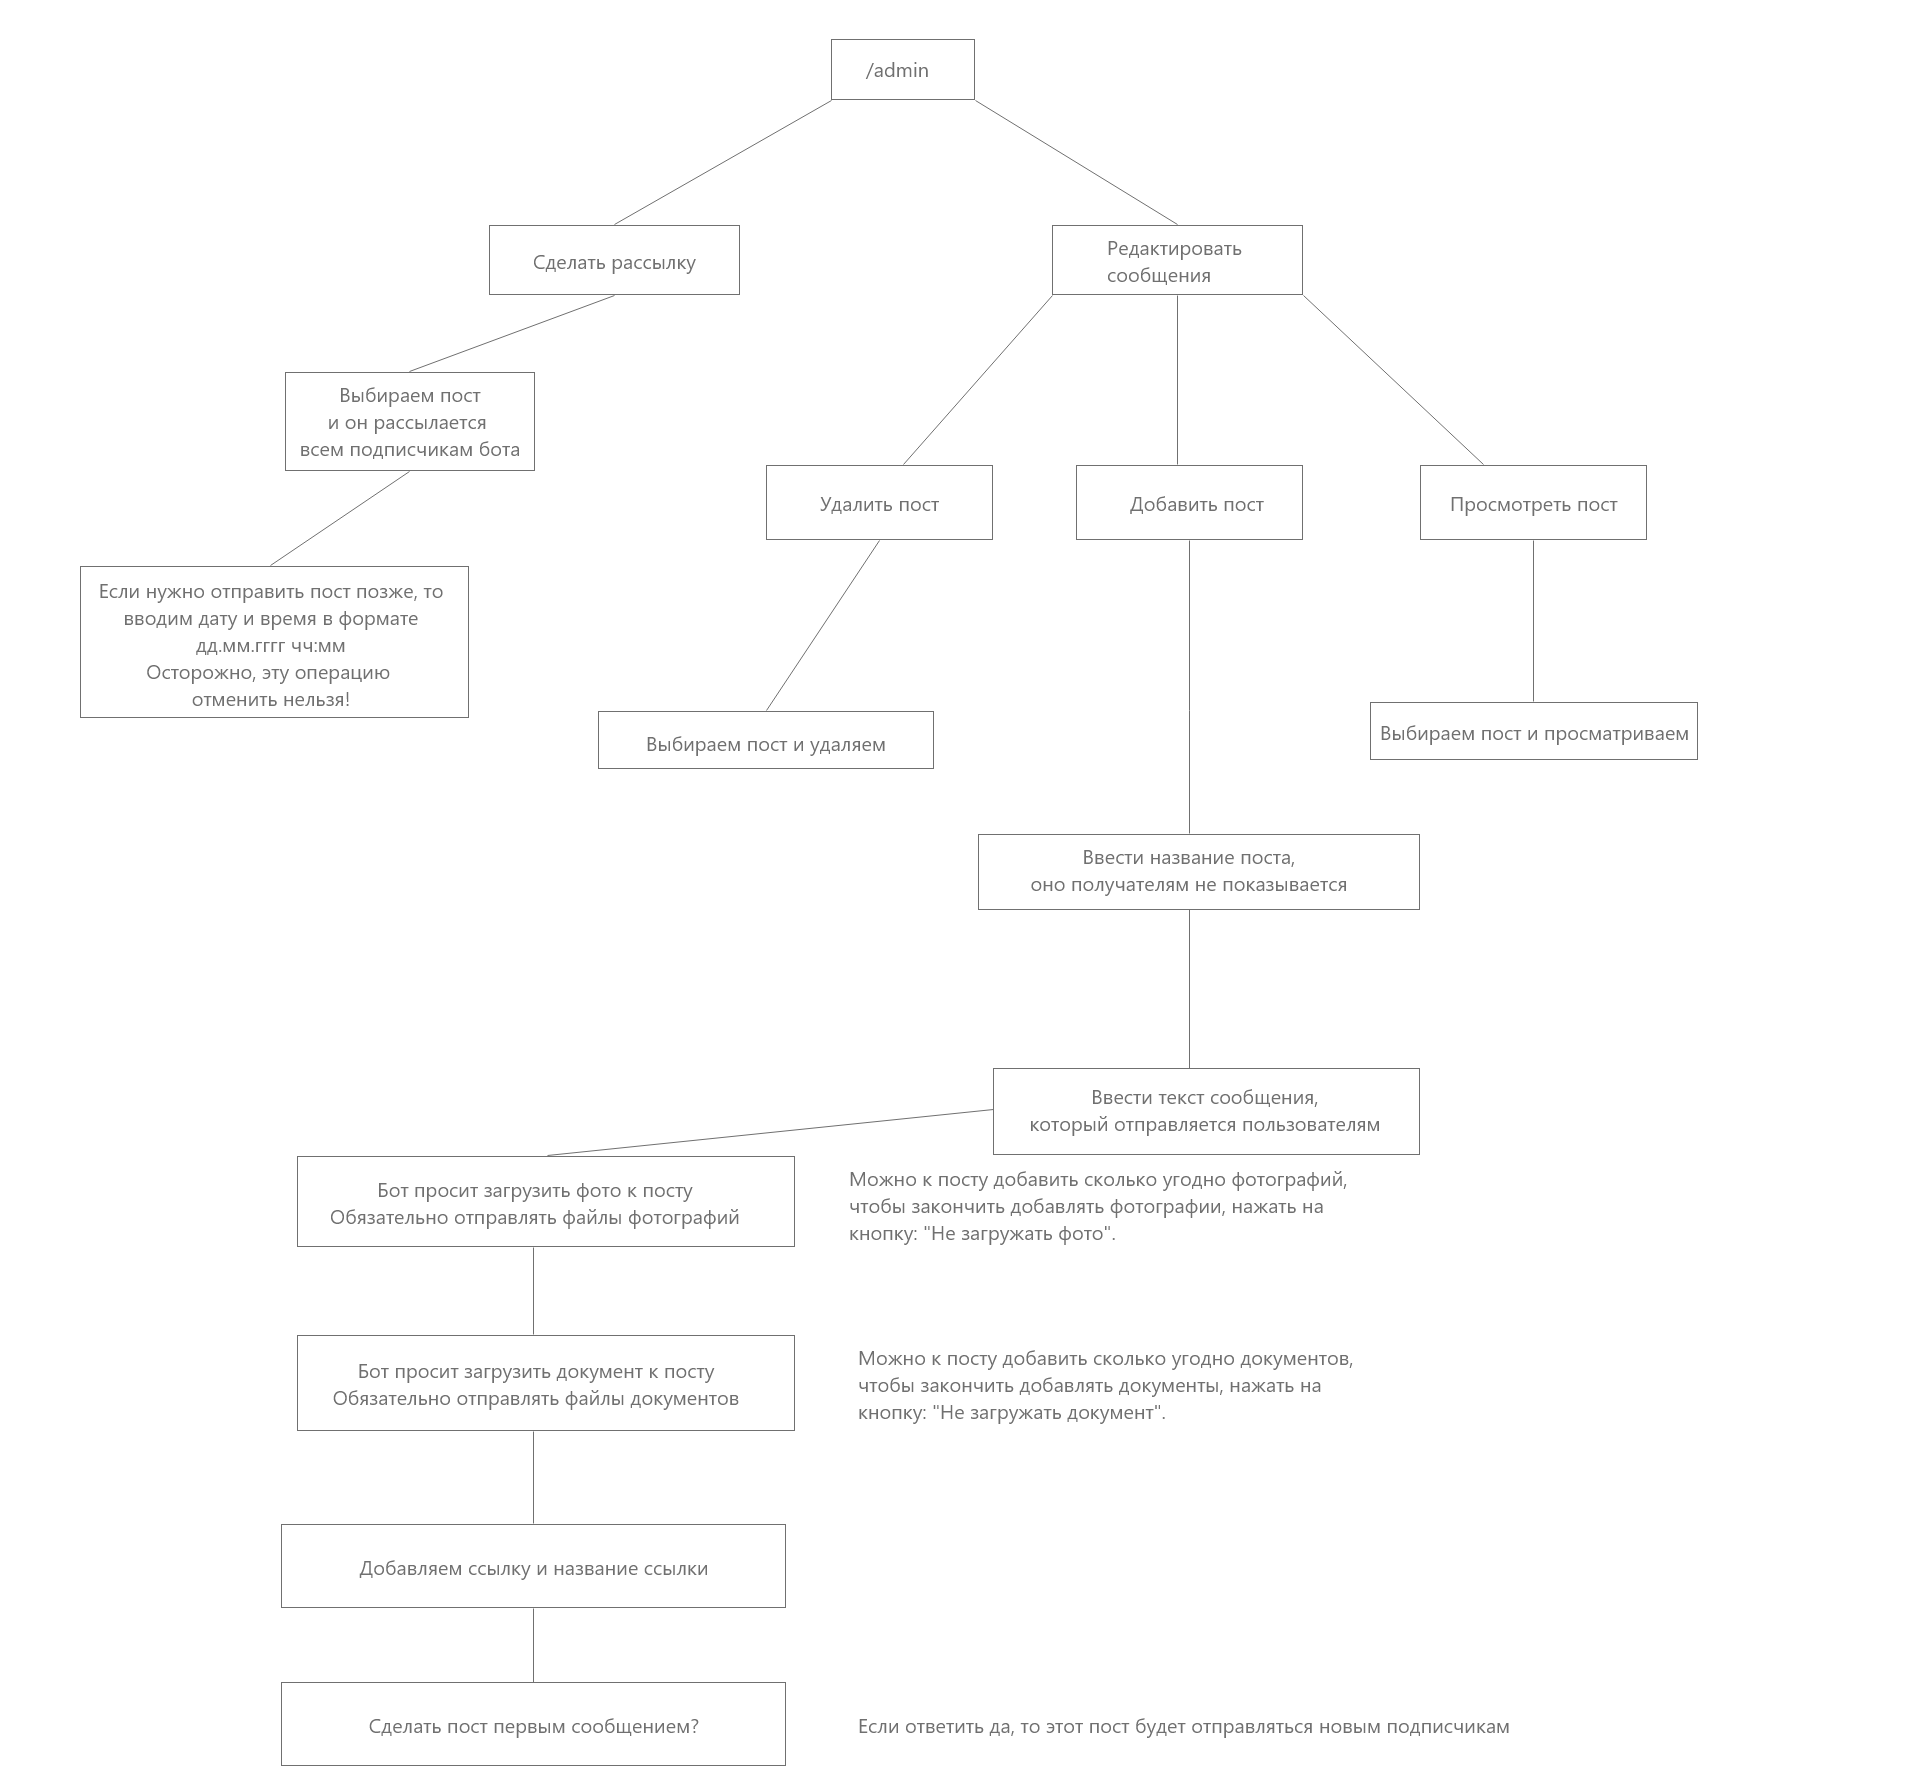 /admin
Сделать рассылку
Редактировать
сообщения
Выбираем пост
и он рассылается
всем подписчикам бота
Удалить пост
Добавить пост
Просмотреть пост
Если нужно отправить пост позже, то
вводим дату и время в формате
дд.мм.гггг чч:мм
Осторожно, эту операцию
отменить нельзя!
Выбираем пост и удаляем
Выбираем пост и просматриваем
Ввести название поста,
оно получателям не показывается
Ввести текст сообщения,
который отправляется пользователям
Бот просит загрузить фото к посту
Обязательно отправлять файлы фотографий
Можно к посту добавить сколько угодно фотографий,
чтобы закончить добавлять фотографии, нажать на
кнопку: "Не загружать фото".
Бот просит загрузить документ к посту
Обязательно отправлять файлы документов
Можно к посту добавить сколько угодно документов,
чтобы закончить добавлять документы, нажать на
кнопку: "Не загружать документ".
Добавляем ссылку и название ссылки
Сделать пост первым сообщением?
Если ответить да, то этот пост будет отправляться новым подписчикам